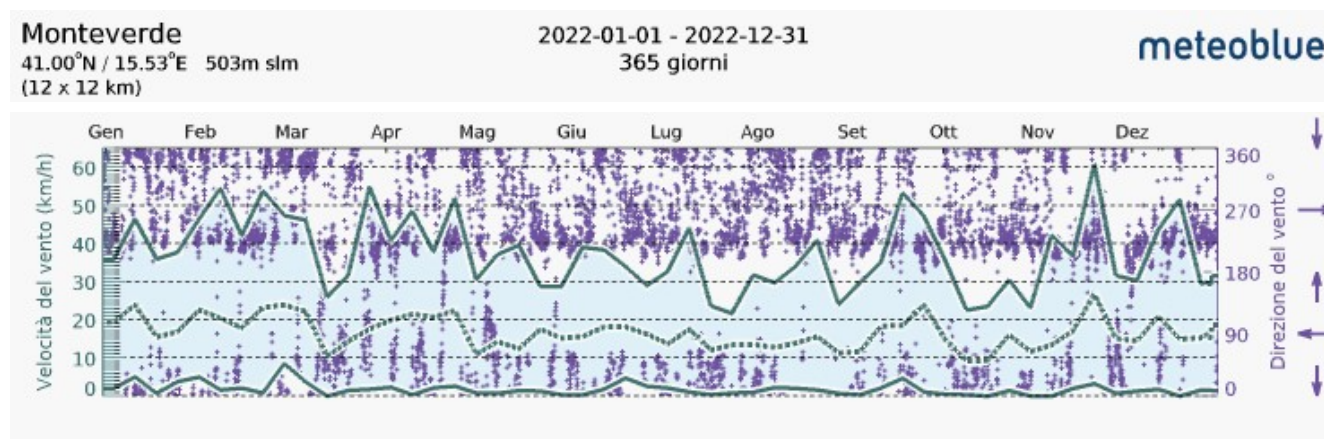 Monteverde
41.00°N / 15.53°E 503m slm
(12 x 12 km)
2022-01-01 - 2022-12-31
365 giorni
meteoblue
Gen Feb Mar Apr Mag Giu Lug Ago Set Ott Nov Dez
Velocità del vento (km/h)
60
50
40
30
20
10
0
360
270
180
90
0
Direzione del vento °